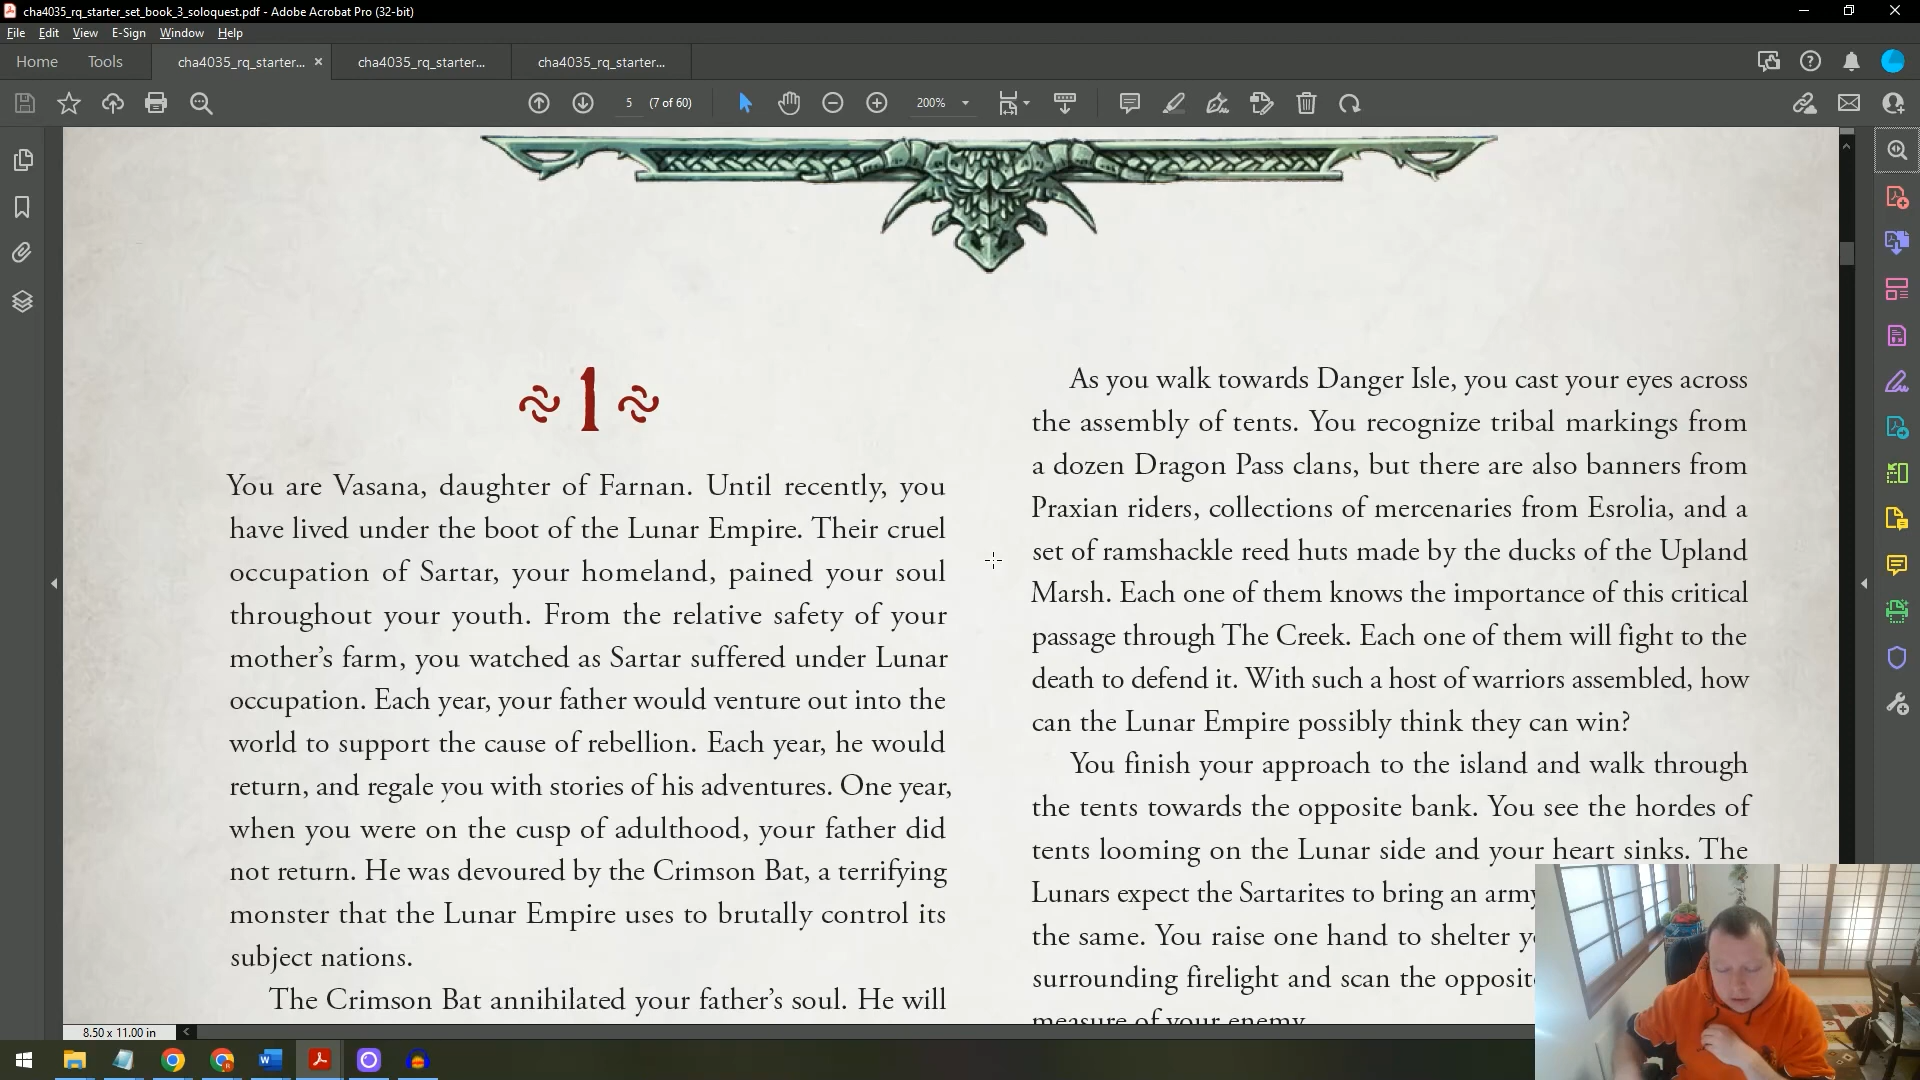 cha4035_rq_starter_set_book_3_soloquest.pdf - Adobe Acrobat Pro (32-bit)
File Edit View E-Sign Window Help
Home Tools cha4035_rq_starter... × cha4035_rq_starter... cha4035_rq_starter...
5 (7 of 60) 200%
1
You are Vasana, daughter of Farnan. Until recently, you
have lived under the boot of the Lunar Empire. Their cruel
occupation of Sartar, your homeland, pained your soul
throughout your youth. From the relative safety of your
mother’s farm, you watched as Sartar suffered under Lunar
occupation. Each year, your father would venture out into the
world to support the cause of rebellion. Each year, he would
return, and regale you with stories of his adventures. One year,
when you were on the cusp of adulthood, your father did
not return. He was devoured by the Crimson Bat, a terrifying
monster that the Lunar Empire uses to brutally control its
subject nations.
The Crimson Bat annihilated your father’s soul. He will
As you walk towards Danger Isle, you cast your eyes across
the assembly of tents. You recognize tribal markings from
a dozen Dragon Pass clans, but there are also banners from
Praxian riders, collections of mercenaries from Esrolia, and a
set of ramshackle reed huts made by the ducks of the Upland
Marsh. Each one of them knows the importance of this critical
passage through The Creek. Each one of them will fight to the
death to defend it. With such a host of warriors assembled, how
can the Lunar Empire possibly think they can win?
You finish your approach to the island and walk through
the tents towards the opposite bank. You see the hordes of
tents looming on the Lunar side and your heart sinks. The
Lunars expect the Sartarites to bring an army
the same. You raise one hand to shelter
surrounding firelight and scan the opposit
measure of your enemy.
8.50 x 11.00 in